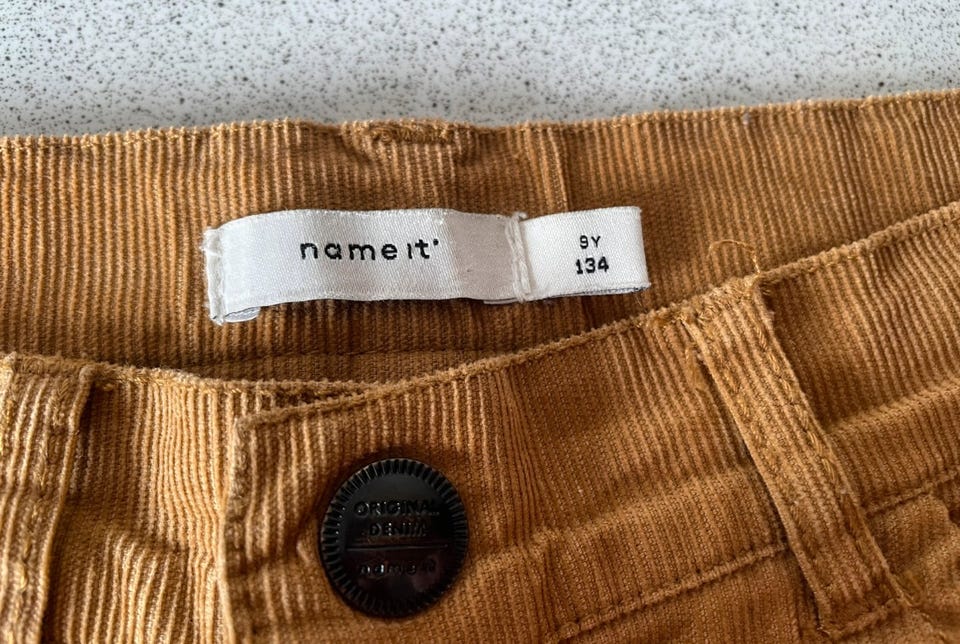 name it
9Y
134
ORIGINAL
DENIM
name it